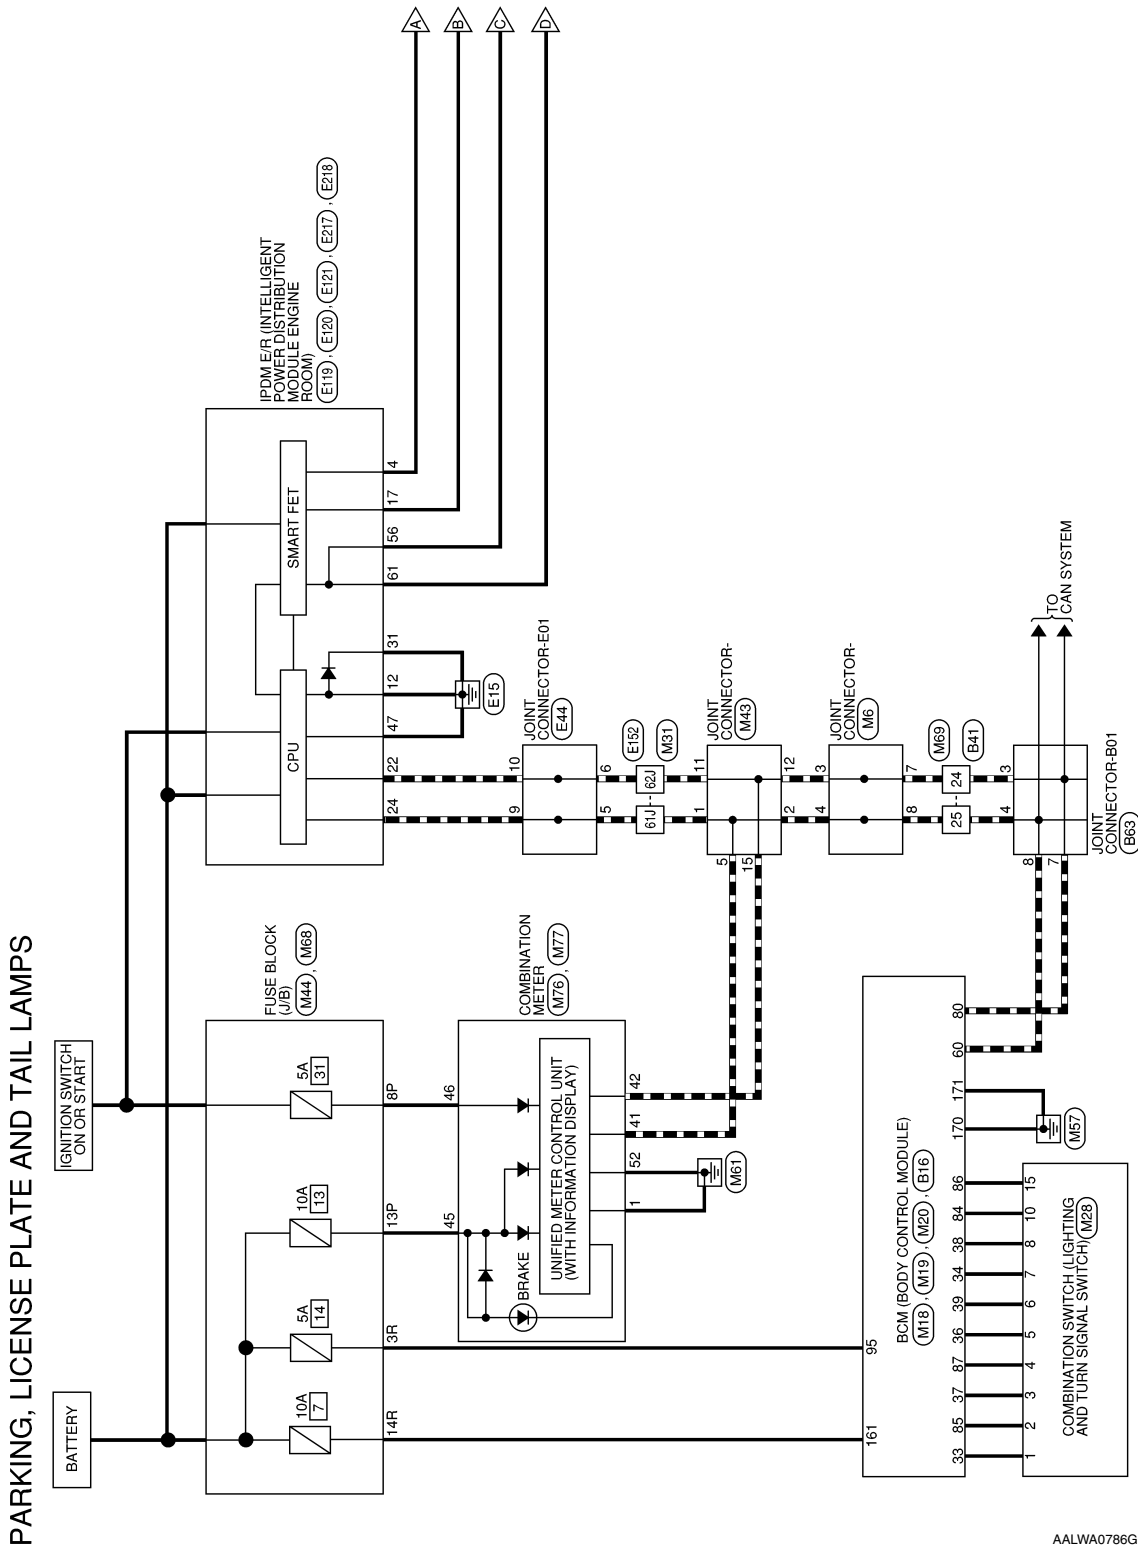 PARKING, LICENSE PLATE AND TAIL LAMPS
BATTERY
IGNITION SWITCH
ON OR START
FUSE BLOCK
(J/B)
M44 , M68
10A
7
5A
14
10A
13
5A
31
14R
3R
13P
8P
IPDM E/R (INTELLIGENT
POWER DISTRIBUTION
MODULE ENGINE
ROOM)
E119 , E120 , E121 , E217 , E218
CPU
SMART FET
24
22
47
12
31
61
56
17
4
A
B
C
D
E15
COMBINATION
METER
M76 , M77
45
46
BRAKE
UNIFIED METER CONTROL UNIT
(WITH INFORMATION DISPLAY)
1
52
41
42
M61
JOINT
CONNECTOR-E01
E44
9
10
5
6
61J
62J
E152
M31
JOINT
CONNECTOR-
M43
1
11
5
15
2
12
JOINT
CONNECTOR-
M6
4
3
8
7
25
24
M69
B41
4
3
8
7
JOINT
CONNECTOR-B01
B63
TO
CAN SYSTEM
BCM (BODY CONTROL MODULE)
M18 , M19 , M20 , B16
161
95
33
85
37
87
36
39
34
38
84
86
170
171
60
80
M57
1
2
3
4
5
6
7
8
10
15
COMBINATION SWITCH (LIGHTING
AND TURN SIGNAL SWITCH)
M28
AALWA0786G